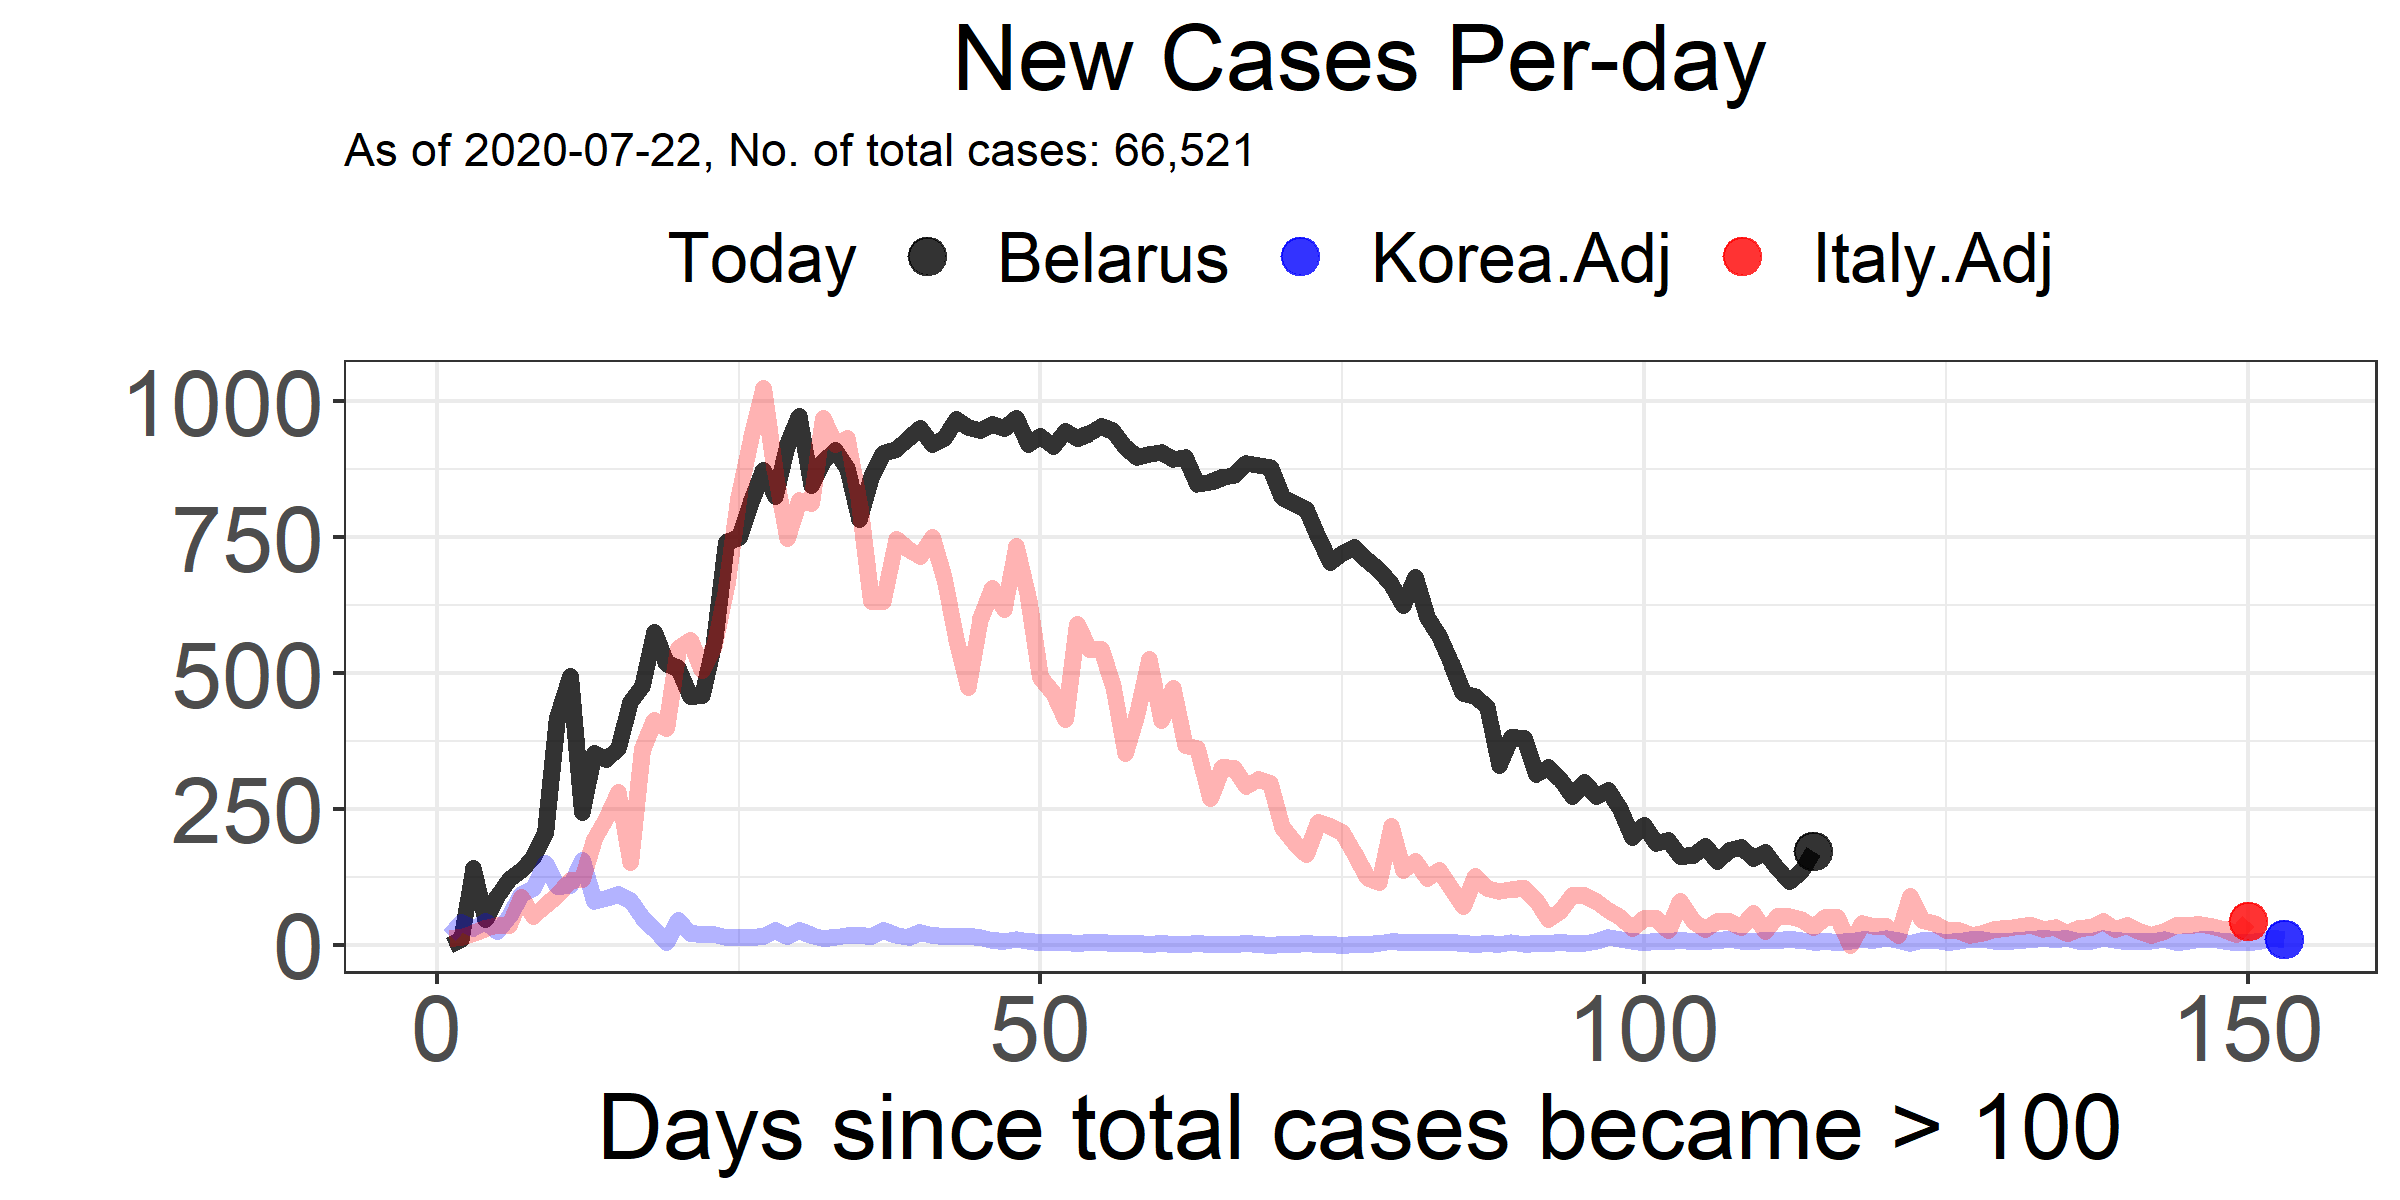 New Cases Per-day
As of 2020-07-22, No. of total cases: 66,521
Today Belarus Korea.Adj Italy.Adj
1000
750
500
250
0
0 50 100 150
Days since total cases became > 100